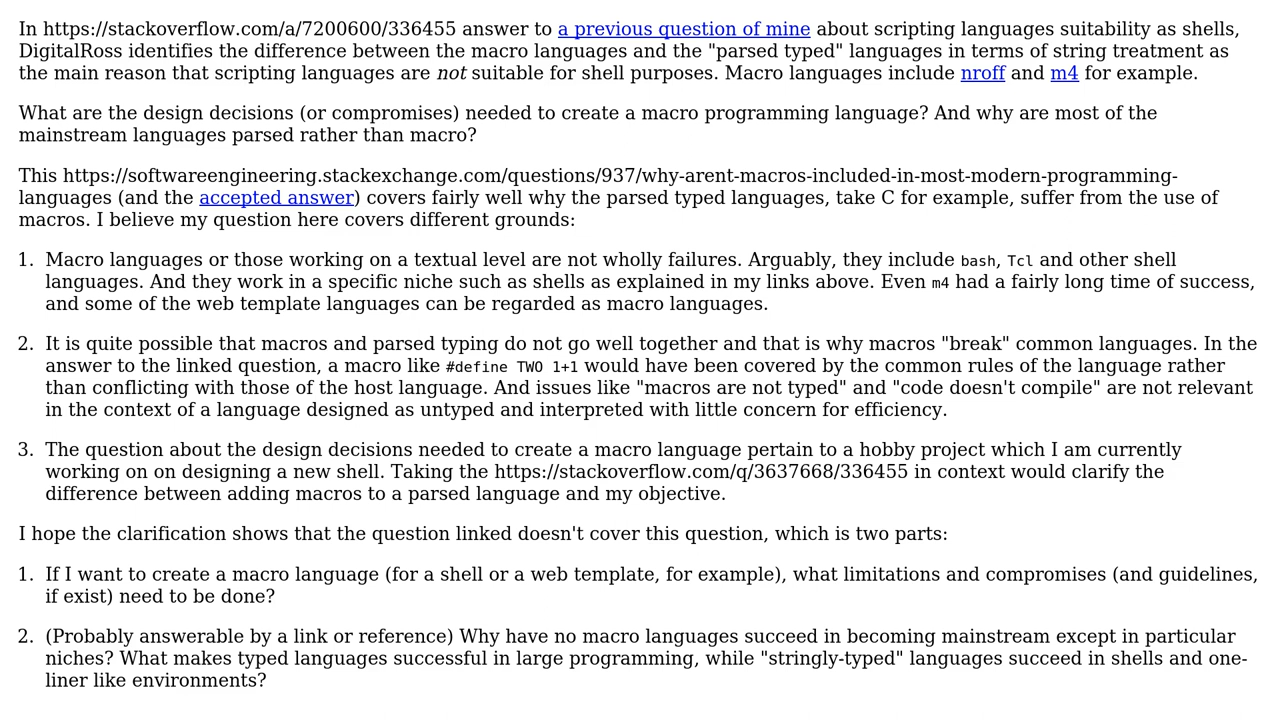 In https://stackoverflow.com/a/7200600/336455 answer to a previous question of mine about scripting languages suitability as shells,
DigitalRoss identifies the difference between the macro languages and the "parsed typed" languages in terms of string treatment as
the main reason that scripting languages are not suitable for shell purposes. Macro languages include nroff and m4 for example.
What are the design decisions (or compromises) needed to create a macro programming language? And why are most of the
mainstream languages parsed rather than macro?
This https://softwareengineering.stackexchange.com/questions/937/why-arent-macros-included-in-most-modern-programming-
languages (and the accepted answer) covers fairly well why the parsed typed languages, take C for example, suffer from the use of
macros. I believe my question here covers different grounds:
1. Macro languages or those working on a textual level are not wholly failures. Arguably, they include bash, Tcl and other shell
languages. And they work in a specific niche such as shells as explained in my links above. Even m4 had a fairly long time of success,
and some of the web template languages can be regarded as macro languages.
2. It is quite possible that macros and parsed typing do not go well together and that is why macros "break" common languages. In the
answer to the linked question, a macro like #define TWO 1+1 would have been covered by the common rules of the language rather
than conflicting with those of the host language. And issues like "macros are not typed" and "code doesn't compile" are not relevant
in the context of a language designed as untyped and interpreted with little concern for efficiency.
3. The question about the design decisions needed to create a macro language pertain to a hobby project which I am currently
working on on designing a new shell. Taking the https://stackoverflow.com/q/3637668/336455 in context would clarify the
difference between adding macros to a parsed language and my objective.
I hope the clarification shows that the question linked doesn't cover this question, which is two parts:
1. If I want to create a macro language (for a shell or a web template, for example), what limitations and compromises (and guidelines,
if exist) need to be done?
2. (Probably answerable by a link or reference) Why have no macro languages succeed in becoming mainstream except in particular
niches? What makes typed languages successful in large programming, while "stringly-typed" languages succeed in shells and one-
liner like environments?